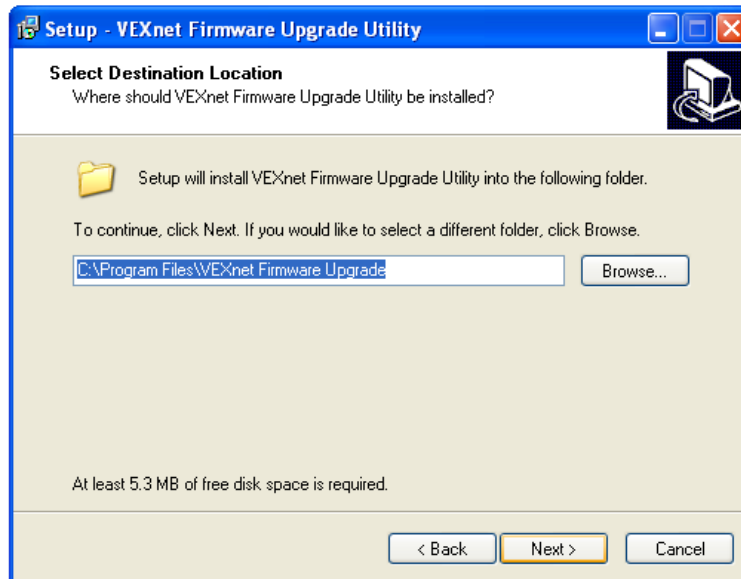 Setup - VEXnet Firmware Upgrade Utility
Select Destination Location
Where should VEXnet Firmware Upgrade Utility be installed?
Setup will install VEXnet Firmware Upgrade Utility into the following folder.
To continue, click Next. If you would like to select a different folder, click Browse.
C:\Program Files\VEXnet Firmware Upgrade
Browse...
At least 5.3 MB of free disk space is required.
< Back
Next >
Cancel